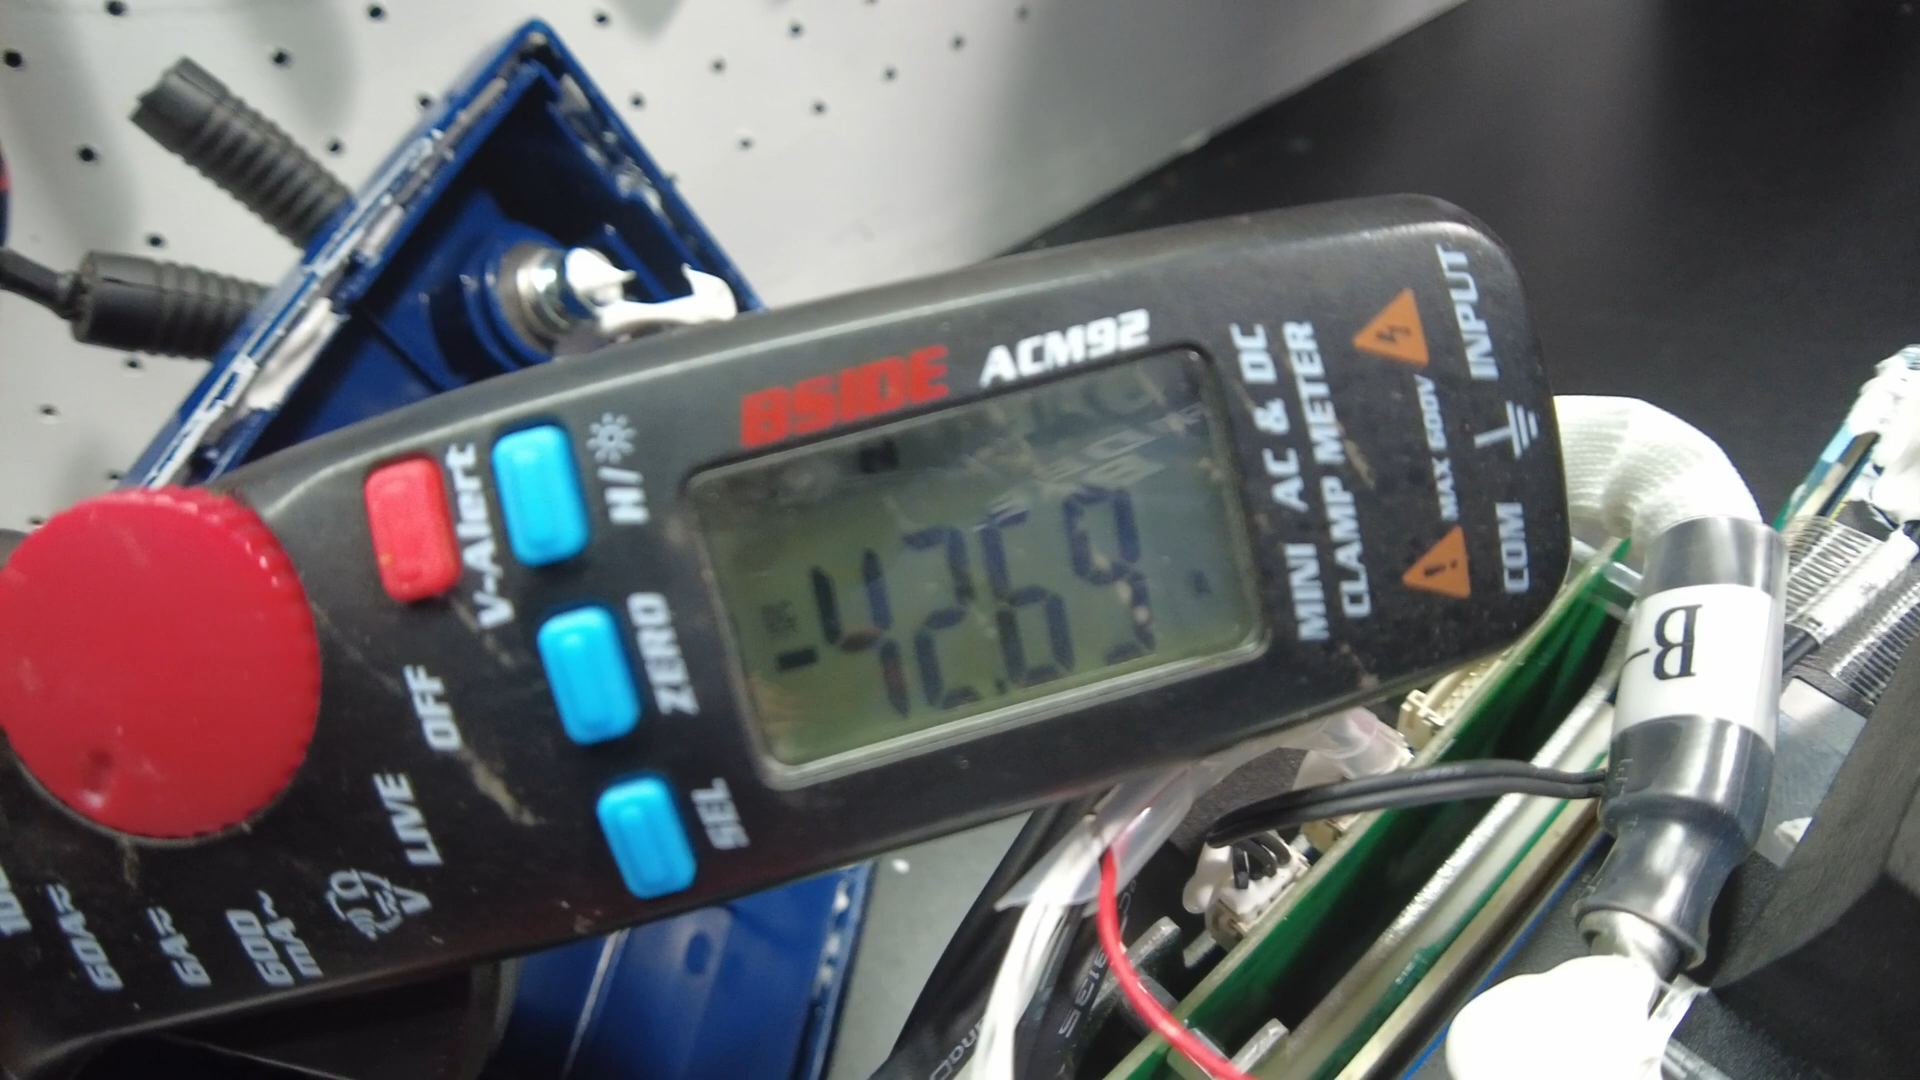 BSIDE ACM92
-42.69
A
MINI AC & DC
CLAMP METER
MAX 600V
INPUT
COM
V-Alert
H/
ZERO
SEL
OFF
LIVE
V Ω
600
mA~
6A
60A
B-